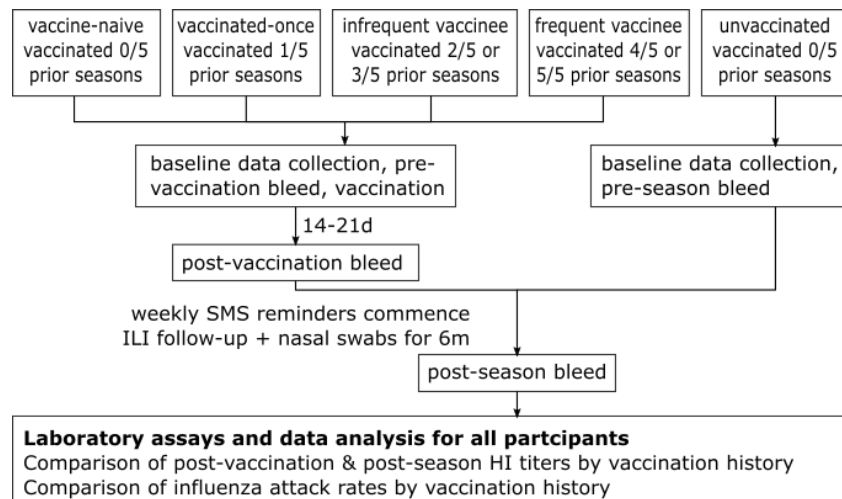 vaccine-naive
vaccinated 0/5
prior seasons
vaccinated-once
vaccinated 1/5
prior seasons
infrequent vaccinee
vaccinated 2/5 or
3/5 prior seasons
frequent vaccinee
vaccinated 4/5 or
5/5 prior seasons
unvaccinated
vaccinated 0/5
prior seasons
baseline data collection, pre-
vaccination bleed, vaccination
baseline data collection,
pre-season bleed
14-21d
post-vaccination bleed
weekly SMS reminders commence
ILI follow-up + nasal swabs for 6m
post-season bleed
Laboratory assays and data analysis for all partcipants
Comparison of post-vaccination & post-season HI titers by vaccination history
Comparison of influenza attack rates by vaccination history